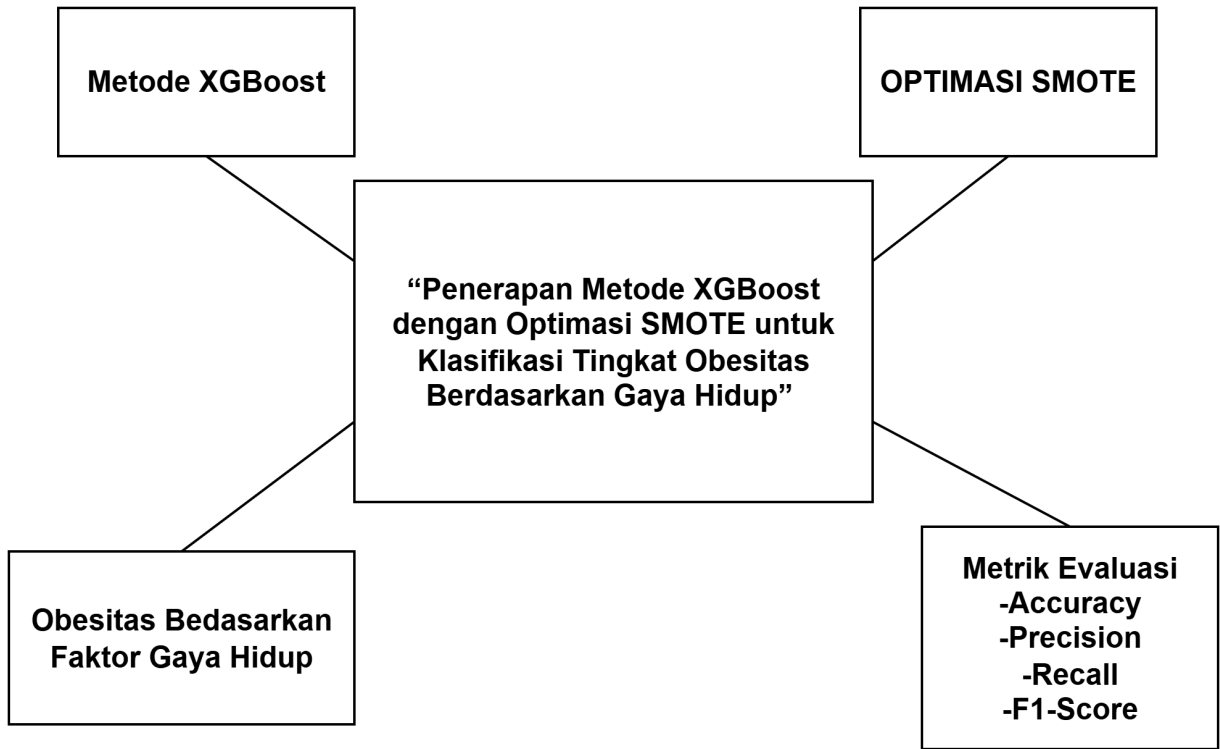 Metode XGBoost
OPTIMASI SMOTE
“Penerapan Metode XGBoost
dengan Optimasi SMOTE untuk
Klasifikasi Tingkat Obesitas
Berdasarkan Gaya Hidup”
Obesitas Bedasarkan
Faktor Gaya Hidup
Metrik Evaluasi
-Accuracy
-Precision
-Recall
-F1-Score